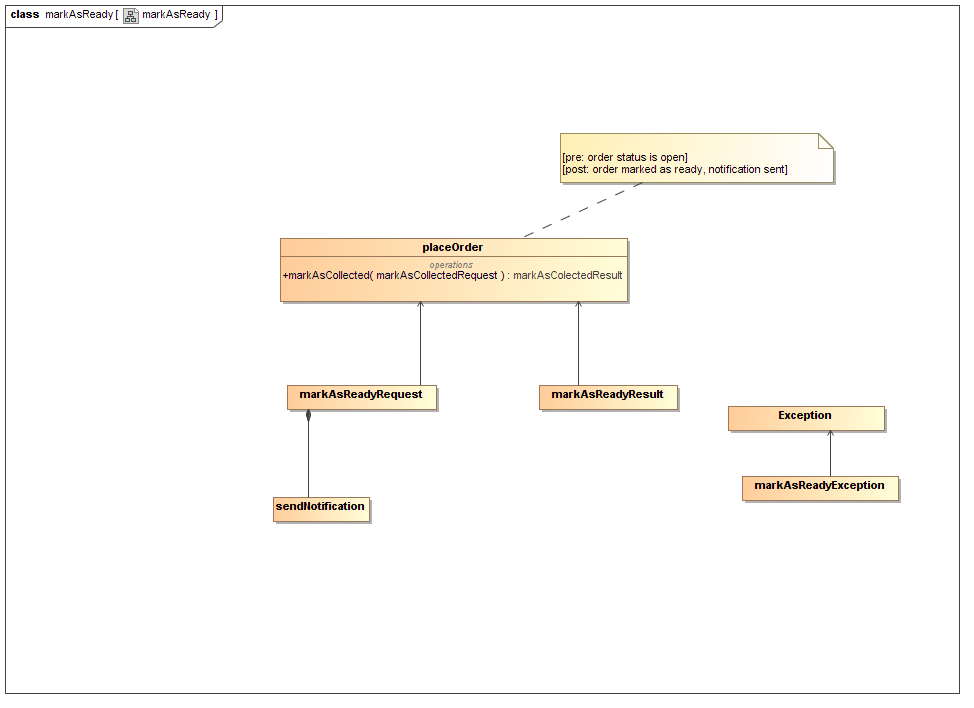 class markAsReady [ markAsReady ]
[pre: order status is open]
[post: order marked as ready, notification sent]
placeOrder
operations
+markAsCollected( markAsCollectedRequest ) : markAsColectedResult
markAsReadyRequest
markAsReadyResult
Exception
markAsReadyException
sendNotification